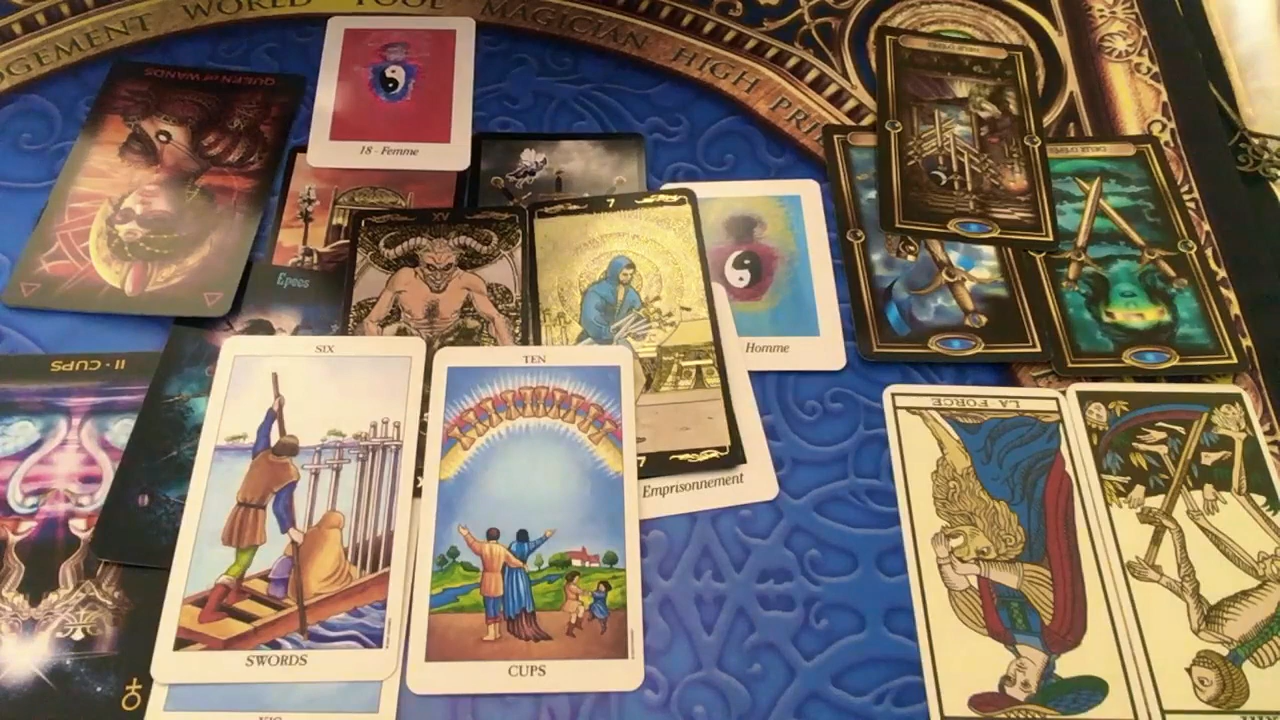 JUDGEMENT WORLD FOOL MAGICIAN HIGH PRI
QUEEN OF WANDS
18 - Femme
XV
7
Epees
Homme
II · CUPS
SIX
SWORDS
TEN
CUPS
7
Emprisonnement
LA FORCE